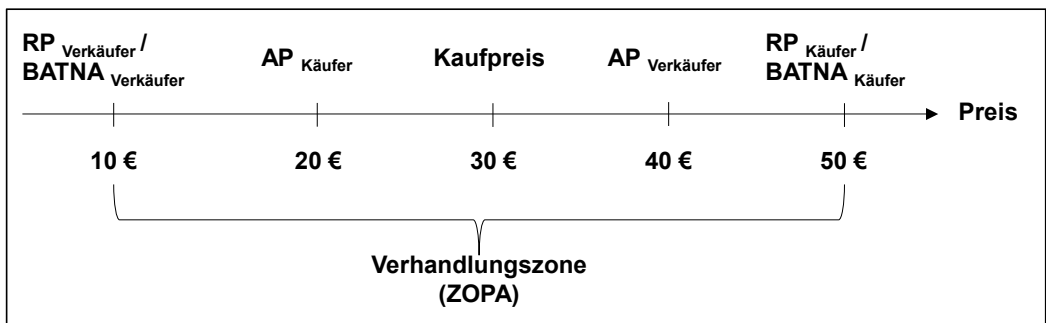 RP Verkäufer /
BATNA Verkäufer
AP Käufer
Kaufpreis
AP Verkäufer
RP Käufer /
BATNA Käufer
Preis
10 €
20 €
30 €
40 €
50 €
Verhandlungszone
(ZOPA)